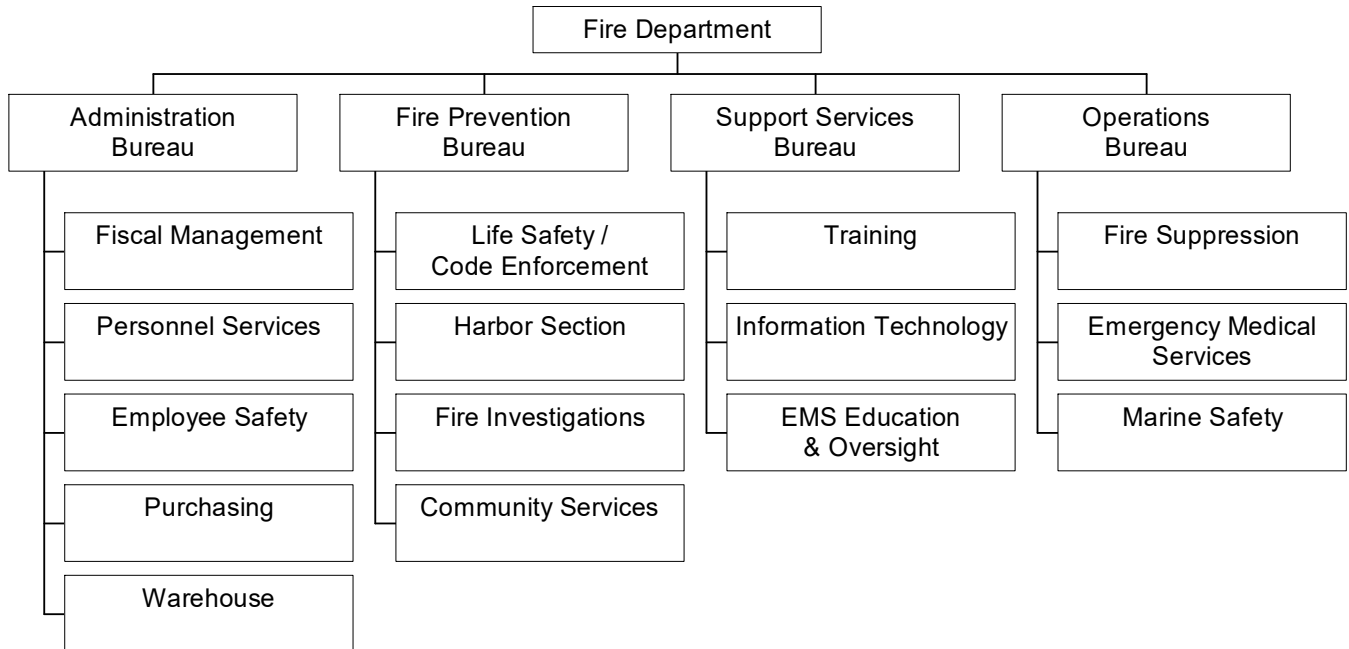 Fire Department
Administration
Bureau
Fire Prevention
Bureau
Support Services
Bureau
Operations
Bureau
Fiscal Management
Personnel Services
Employee Safety
Purchasing
Warehouse
Life Safety /
Code Enforcement
Harbor Section
Fire Investigations
Community Services
Training
Information Technology
EMS Education
& Oversight
Fire Suppression
Emergency Medical
Services
Marine Safety